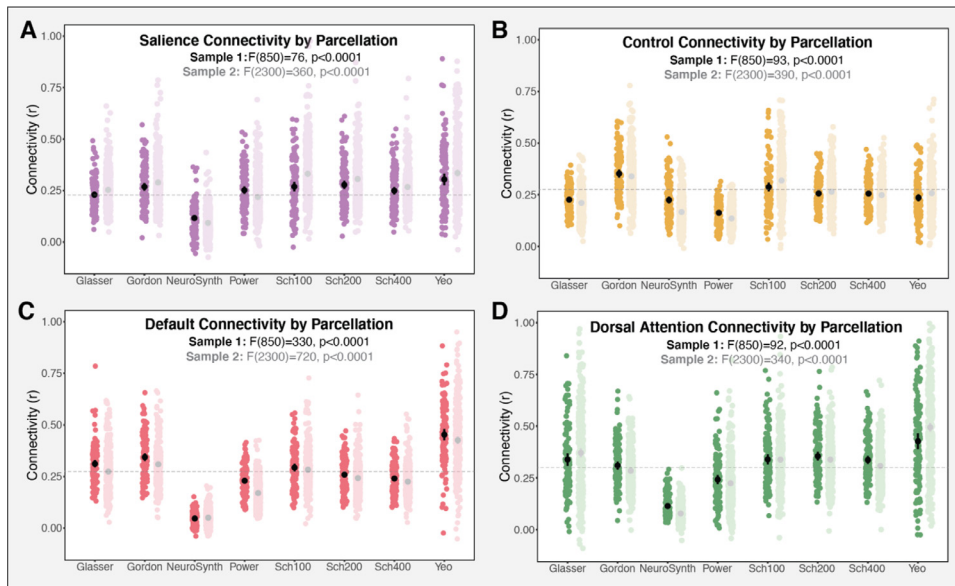 A
Salience Connectivity by Parcellation
Sample 1: F(850)=76, p<0.0001
Sample 2: F(2300)=360, p<0.0001
Connectivity (r)
1.00
0.75
0.50
0.25
0.00
Glasser Gordon NeuroSynth Power Sch100 Sch200 Sch400 Yeo
B
Control Connectivity by Parcellation
Sample 1: F(850)=93, p<0.0001
Sample 2: F(2300)=390, p<0.0001
Connectivity (r)
1.00
0.75
0.50
0.25
0.00
Glasser Gordon NeuroSynth Power Sch100 Sch200 Sch400 Yeo
C
Default Connectivity by Parcellation
Sample 1: F(850)=330, p<0.0001
Sample 2: F(2300)=720, p<0.0001
Connectivity (r)
1.00
0.75
0.50
0.25
0.00
Glasser Gordon NeuroSynth Power Sch100 Sch200 Sch400 Yeo
D
Dorsal Attention Connectivity by Parcellation
Sample 1: F(850)=92, p<0.0001
Sample 2: F(2300)=340, p<0.0001
Connectivity (r)
1.00
0.75
0.50
0.25
0.00
Glasser Gordon NeuroSynth Power Sch100 Sch200 Sch400 Yeo